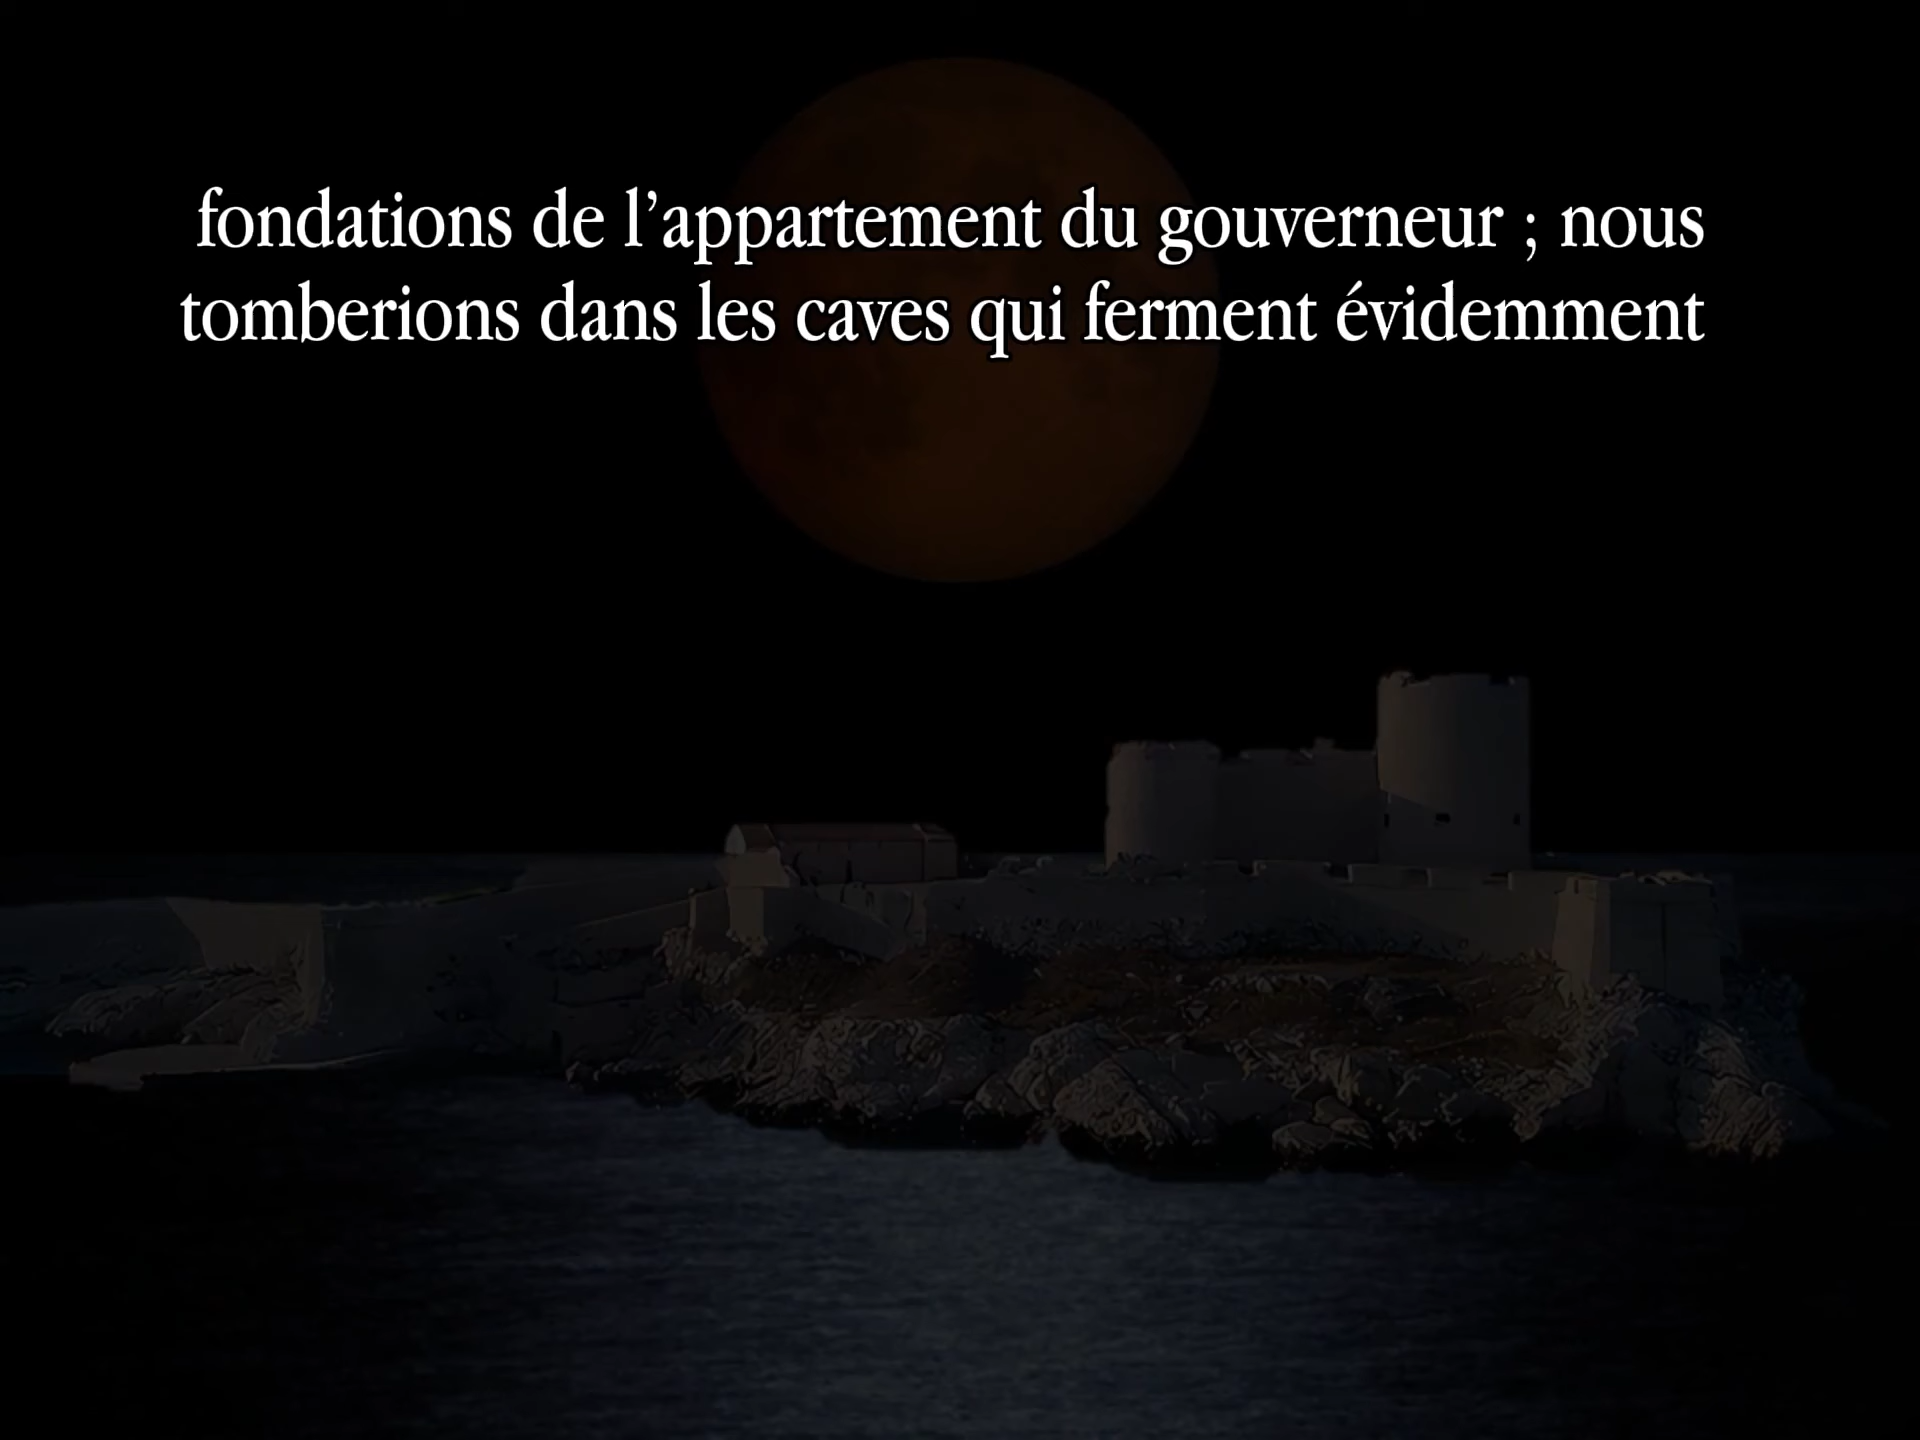 fondations de l’appartement du gouverneur ; nous
tomberions dans les caves qui ferment évidemment